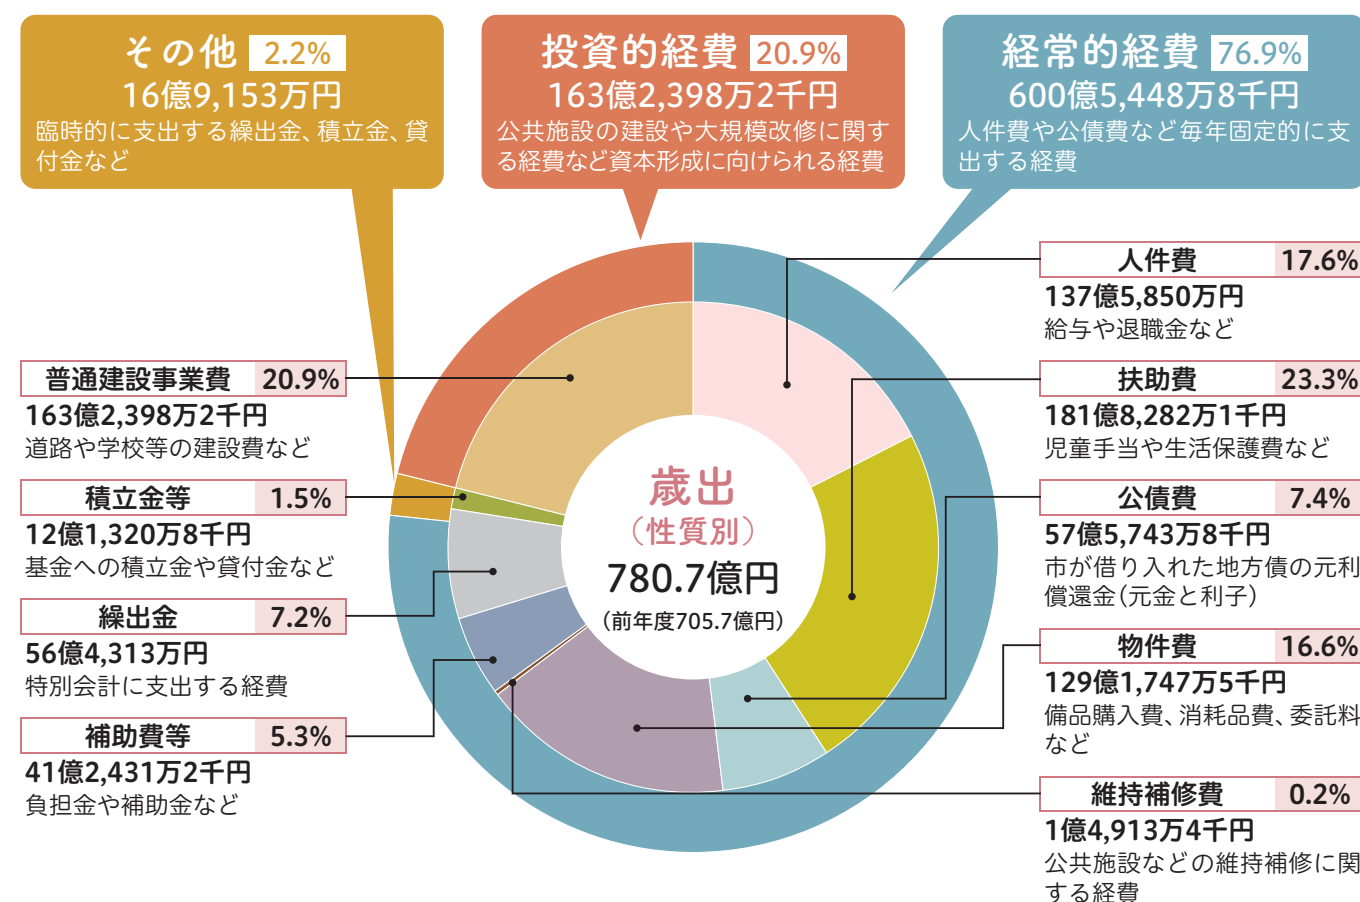 その他 2.2%
16億9,153万円
臨時的に支出する繰出金、積立金、貸
付金など
投資的経費 20.9%
163億2,398万2千円
公共施設の建設や大規模改修に関す
る経費など資本形成に向けられる経費
経常的経費 76.9%
600億5,448万8千円
人件費や公債費など毎年固定的に支
出する経費
普通建設事業費 20.9%
163億2,398万2千円
道路や学校等の建設費など
積立金等 1.5%
12億1,320万8千円
基金への積立金や貸付金など
繰出金 7.2%
56億4,313万円
特別会計に支出する経費
補助費等 5.3%
41億2,431万2千円
負担金や補助金など
歳出
（性質別）
780.7億円
（前年度705.7億円）
人件費 17.6%
137億5,850万円
給与や退職金など
扶助費 23.3%
181億8,282万1千円
児童手当や生活保護費など
公債費 7.4%
57億5,743万8千円
市が借り入れた地方債の元利
償還金（元金と利子）
物件費 16.6%
129億1,747万5千円
備品購入費、消耗品費、委託料
など
維持補修費 0.2%
1億4,913万4千円
公共施設などの維持補修に関
する経費